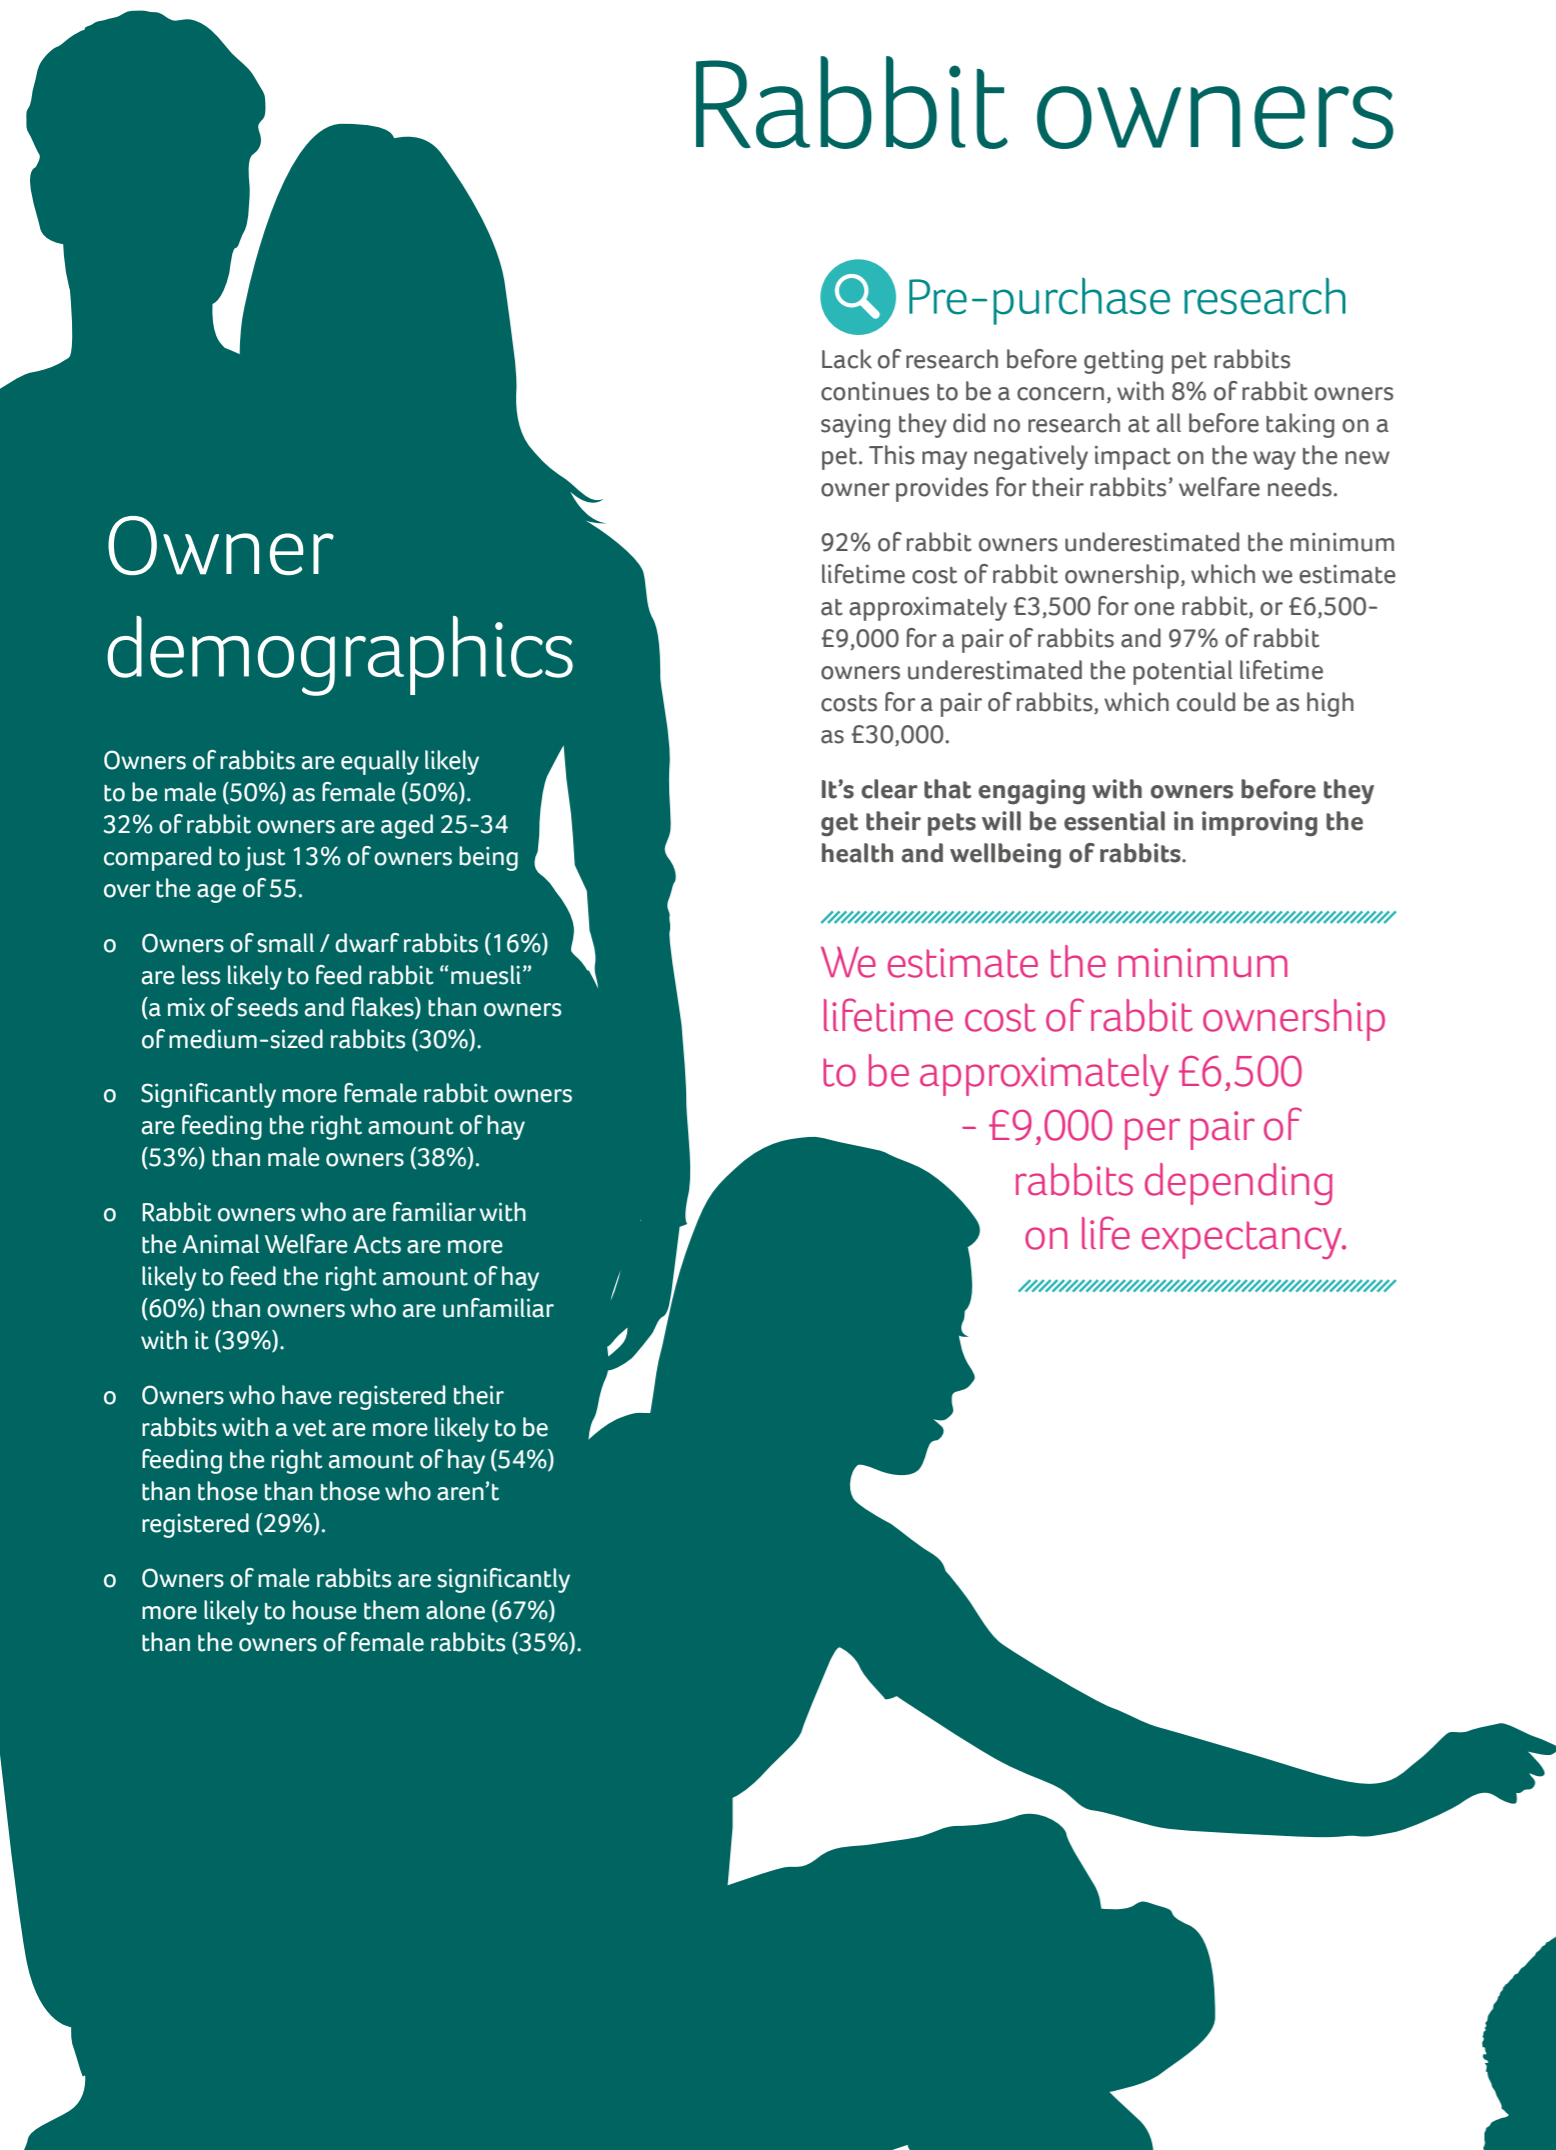 Rabbit owners
Owner
demographics
Owners of rabbits are equally likely
to be male (50%) as female (50%).
32% of rabbit owners are aged 25-34
compared to just 13% of owners being
over the age of 55.
o Owners of small / dwarf rabbits (16%)
are less likely to feed rabbit “muesli”
(a mix of seeds and flakes) than owners
of medium-sized rabbits (30%).
o Significantly more female rabbit owners
are feeding the right amount of hay
(53%) than male owners (38%).
o Rabbit owners who are familiar with
the Animal Welfare Acts are more
likely to feed the right amount of hay
(60%) than owners who are unfamiliar
with it (39%).
o Owners who have registered their
rabbits with a vet are more likely to be
feeding the right amount of hay (54%)
than those than those who aren’t
registered (29%).
o Owners of male rabbits are significantly
more likely to house them alone (67%)
than the owners of female rabbits (35%).
Pre-purchase research
Lack of research before getting pet rabbits
continues to be a concern, with 8% of rabbit owners
saying they did no research at all before taking on a
pet. This may negatively impact on the way the new
owner provides for their rabbits’ welfare needs.
92% of rabbit owners underestimated the minimum
lifetime cost of rabbit ownership, which we estimate
at approximately £3,500 for one rabbit, or £6,500-
£9,000 for a pair of rabbits and 97% of rabbit
owners underestimated the potential lifetime
costs for a pair of rabbits, which could be as high
as £30,000.
It’s clear that engaging with owners before they
get their pets will be essential in improving the
health and wellbeing of rabbits.
We estimate the minimum
lifetime cost of rabbit ownership
to be approximately £6,500
- £9,000 per pair of
rabbits depending
on life expectancy.